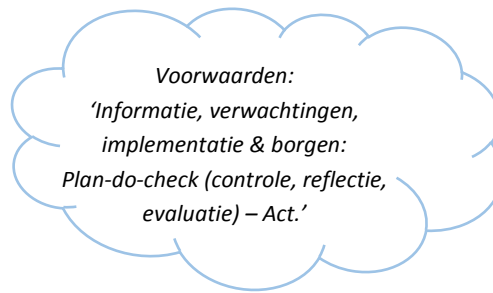 Voorwaarden:
‘Informatie, verwachtingen,
implementatie & borgen:
Plan-do-check (controle, reflectie,
evaluatie) – Act.’